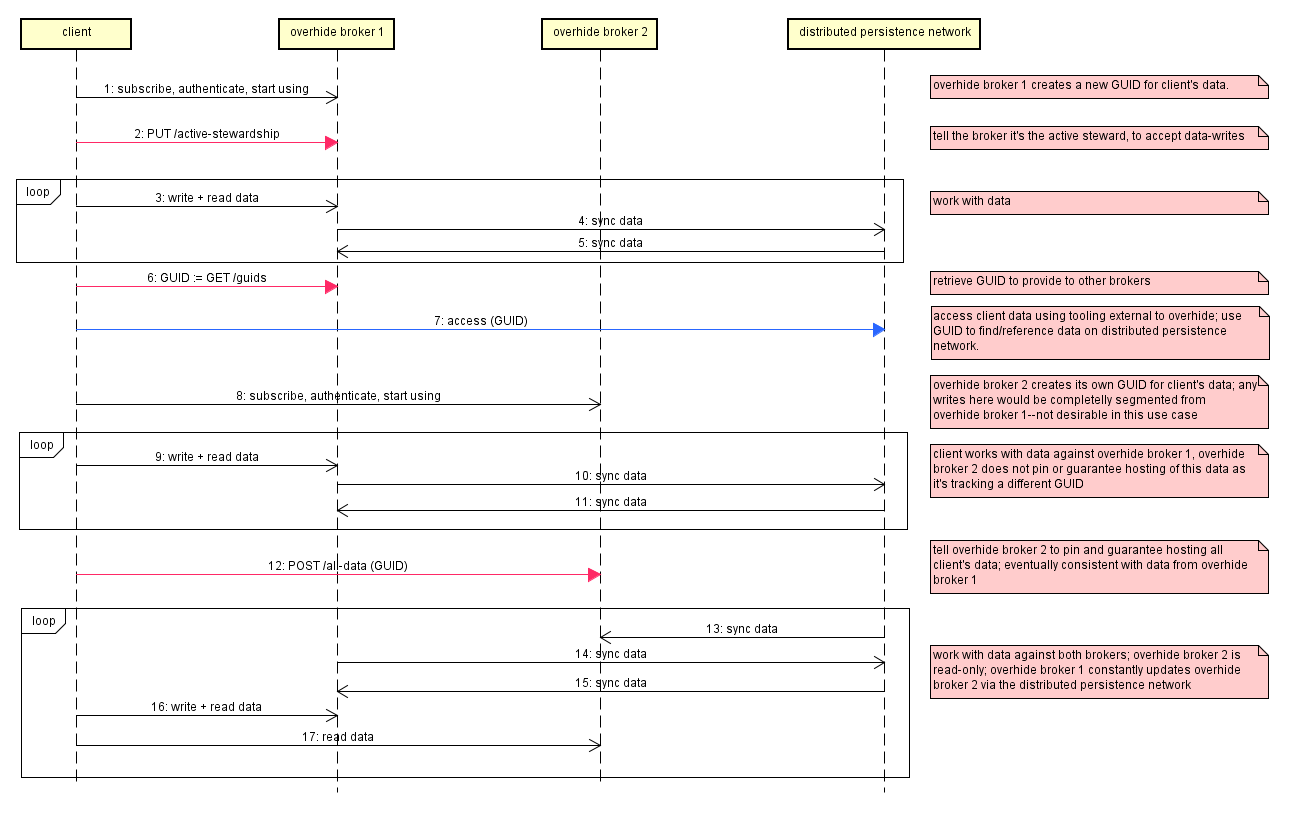 client
overhide broker 1
overhide broker 2
distributed persistence network
1: subscribe, authenticate, start using
overhide broker 1 creates a new GUID for client's data.
2: PUT /active-stewardship
tell the broker it's the active steward, to accept data-writes
loop
3: write + read data
work with data
4: sync data
5: sync data
6: GUID := GET /guids
retrieve GUID to provide to other brokers
7: access (GUID)
access client data using tooling external to overhide; use
GUID to find/reference data on distributed persistence
network.
8: subscribe, authenticate, start using
overhide broker 2 creates its own GUID for client's data; any
writes here would be completelly segmented from
overhide broker 1--not desirable in this use case
loop
9: write + read data
client works with data against overhide broker 1, overhide
broker 2 does not pin or guarantee hosting of this data as
it's tracking a different GUID
10: sync data
11: sync data
12: POST /all-data (GUID)
tell overhide broker 2 to pin and guarantee hosting all
client's data; eventually consistent with data from overhide
broker 1
loop
13: sync data
14: sync data
work with data against both brokers; overhide broker 2 is
read-only; overhide broker 1 constantly updates overhide
broker 2 via the distributed persistence network
15: sync data
16: write + read data
17: read data